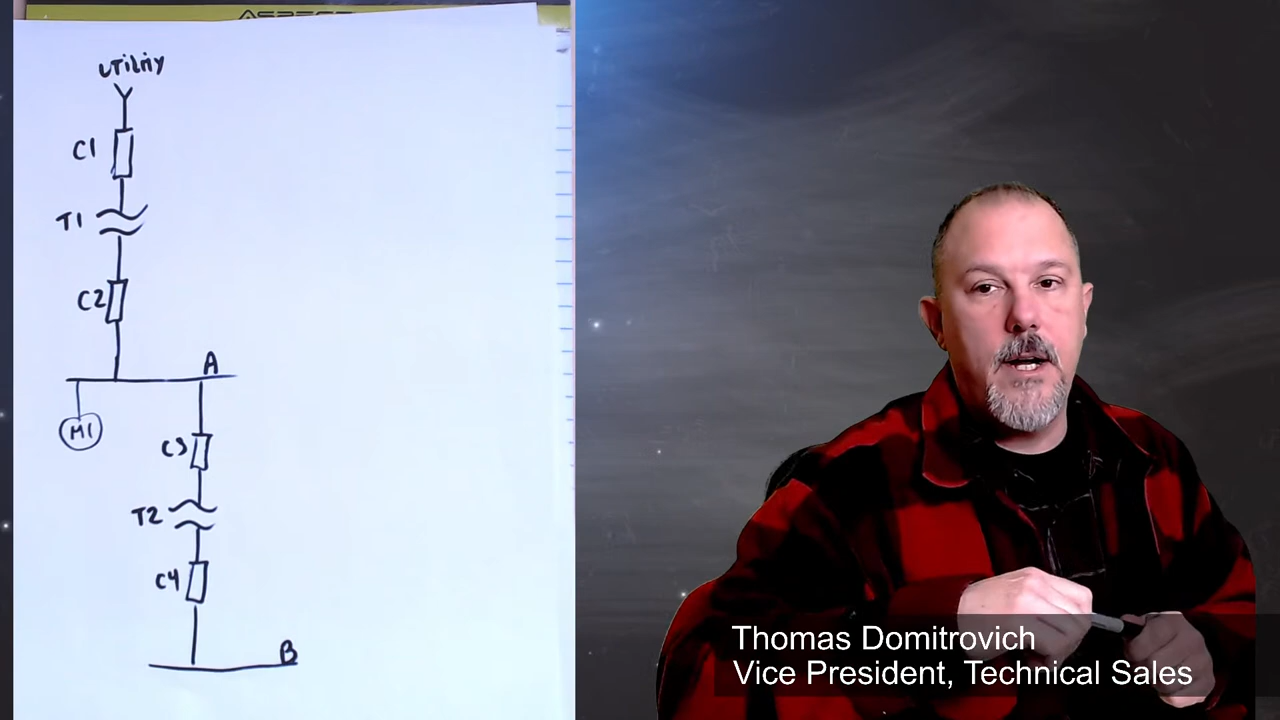 utility
C1
T1
C2
A
M1
C3
T2
C4
B
Thomas Domitrovich
Vice President, Technical Sales